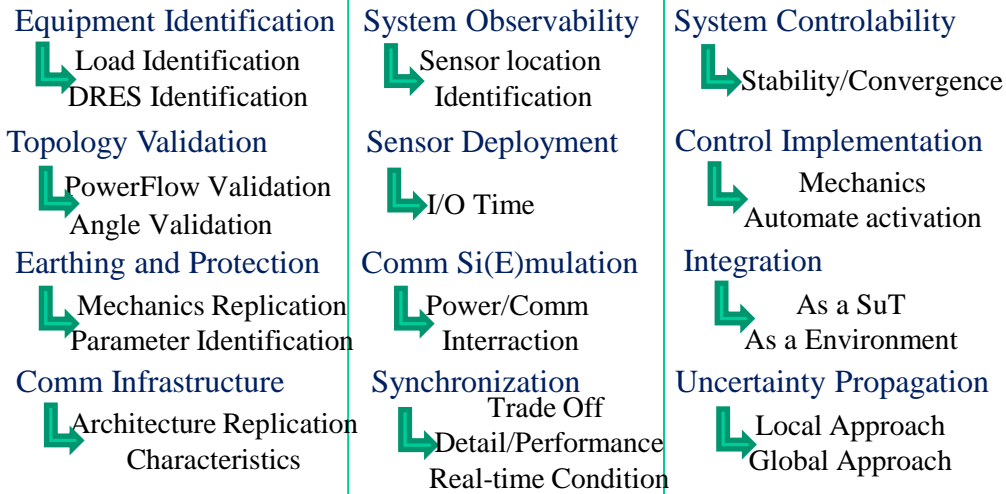 Equipment Identification
Load Identification
DRES Identification
Topology Validation
PowerFlow Validation
Angle Validation
Earthing and Protection
Mechanics Replication
Parameter Identification
Comm Infrastructure
Architecture Replication
Characteristics
System Observability
Sensor location
Identification
Sensor Deployment
I/O Time
Comm Si(E)mulation
Power/Comm
Interraction
Synchronization
Trade Off
Detail/Performance
Real-time Condition
System Controlability
Stability/Convergence
Control Implementation
Mechanics
Automate activation
Integration
As a SuT
As a Environment
Uncertainty Propagation
Local Approach
Global Approach